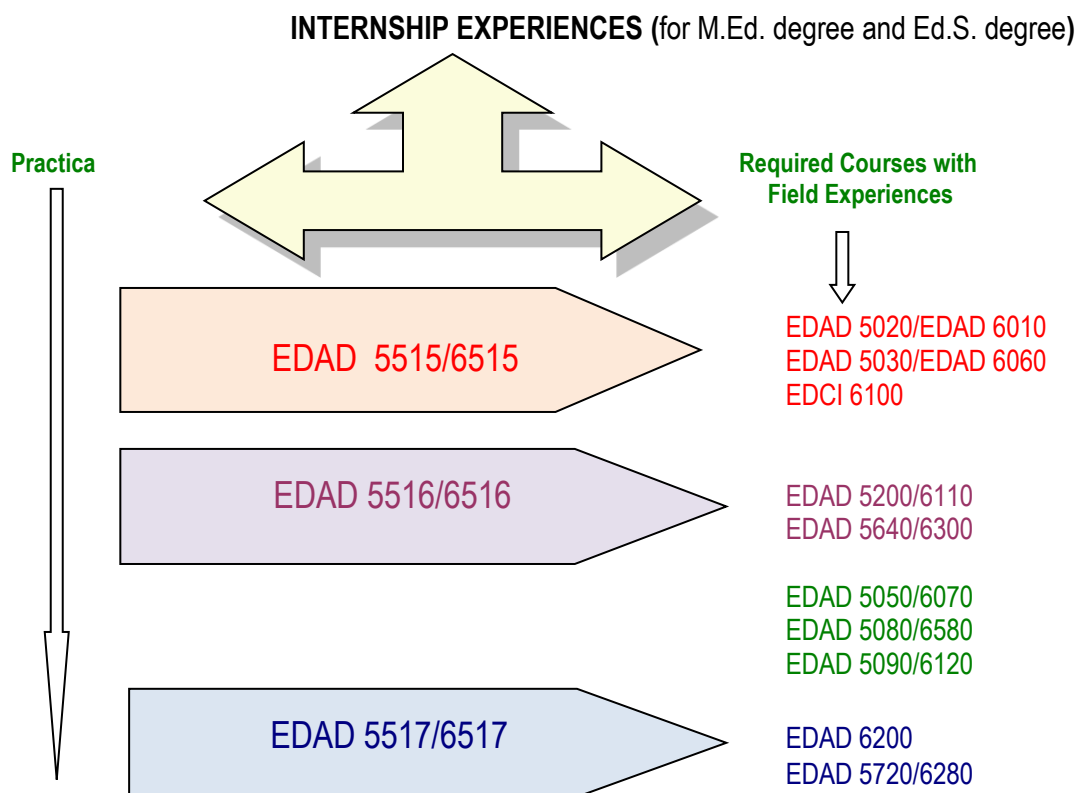 INTERNSHIP EXPERIENCES (for M.Ed. degree and Ed.S. degree)
Practica
Required Courses with
Field Experiences
EDAD 5515/6515
EDAD 5020/EDAD 6010
EDAD 5030/EDAD 6060
EDCI 6100
EDAD 5516/6516
EDAD 5200/6110
EDAD 5640/6300
EDAD 5050/6070
EDAD 5080/6580
EDAD 5090/6120
EDAD 5517/6517
EDAD 6200
EDAD 5720/6280